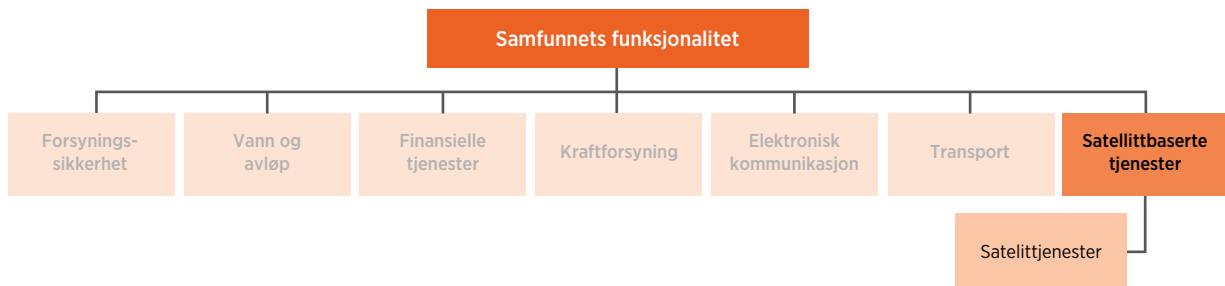 Samfunnets funksjonalitet
Forsynings-
sikkerhet
Vann og
avløp
Finansielle
tjenester
Kraftforsyning
Elektronisk
kommunikasjon
Transport
Satellittbaserte
tjenester
Satelittjenester